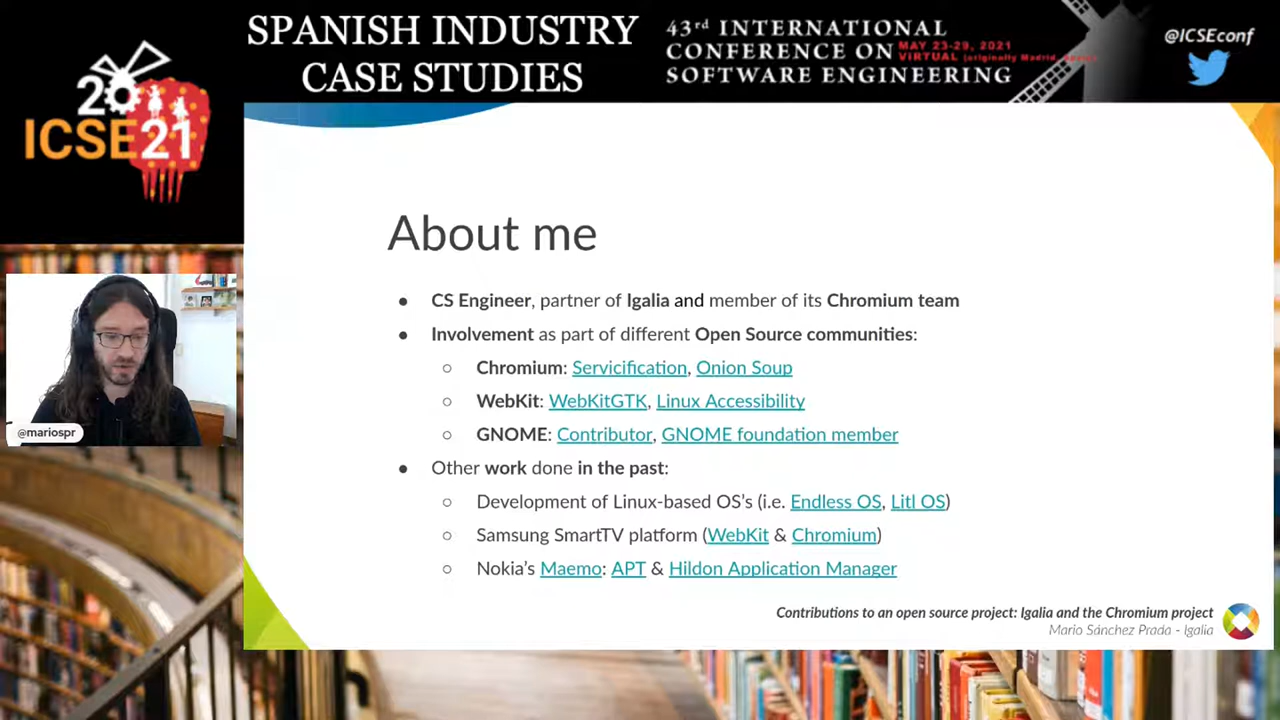 SPANISH INDUSTRY
CASE STUDIES
43rd INTERNATIONAL
CONFERENCE ON MAY 23-29, 2021
VIRTUAL (originally Madrid,
SOFTWARE ENGINEERING
@ICSEconf
20
ICSE21
About me
● CS Engineer, partner of Igalia and member of its Chromium team
● Involvement as part of different Open Source communities:
○ Chromium: Servicification, Onion Soup
○ WebKit: WebKitGTK, Linux Accessibility
○ GNOME: Contributor, GNOME foundation member
● Other work done in the past:
○ Development of Linux-based OS's (i.e. Endless OS, Litl OS)
○ Samsung SmartTV platform (WebKit & Chromium)
○ Nokia's Maemo: APT & Hildon Application Manager
@mariospr
Contributions to an open source project: Igalia and the Chromium project
Mario Sánchez Prada - Igalia